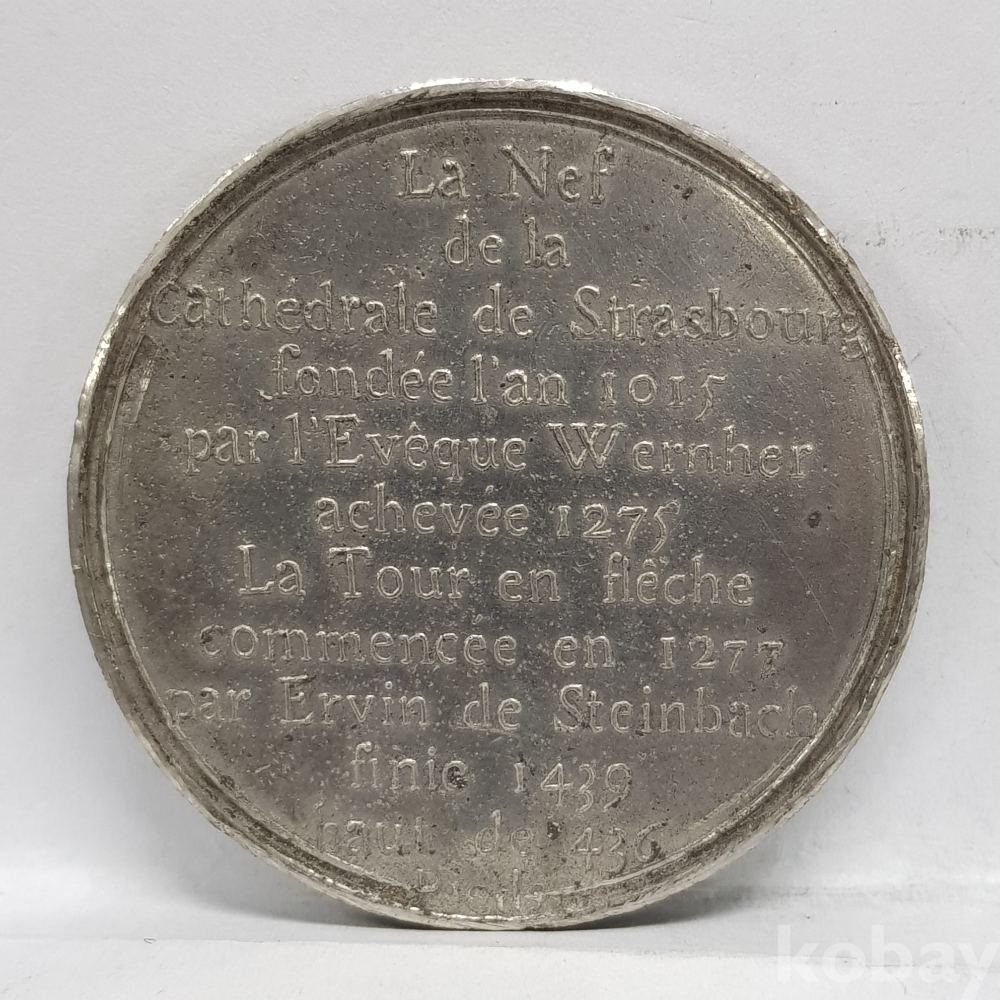 La Nef
de la
Cathédrale de Strasbourg
fondée l'an 1015
par l'Evêque Wernher
achevée 1275
La Tour en flêche
commencée en 1277
par Ervin de Steinbach
finie 1439
haut de 436
kobay